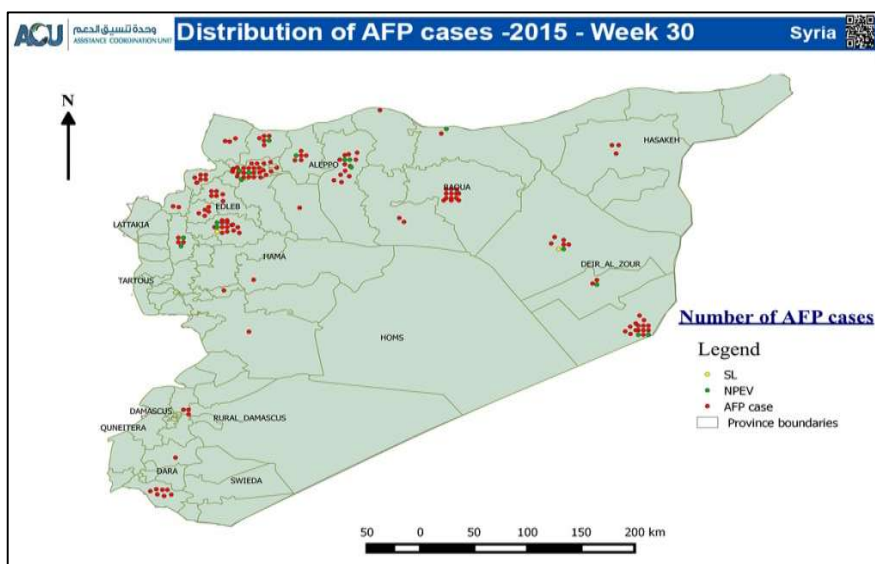 ACU
وحدة تنسيق الدعم
ASSISTANCE COORDINATION UNIT
Distribution of AFP cases -2015 - Week 30
Syria
N
HASAKEH
ALEPPO
RAQUA
EDLEB
LATTAKIA
HAMA
DEIR_AL_ZOUR
TARTOUS
HOMS
Number of AFP cases
Legend
SL
NPEV
AFP case
Province boundaries
DAMASCUS
RURAL_DAMASCUS
QUNEITERA
DARA
SWIEDA
50 0 50 100 150 200 km